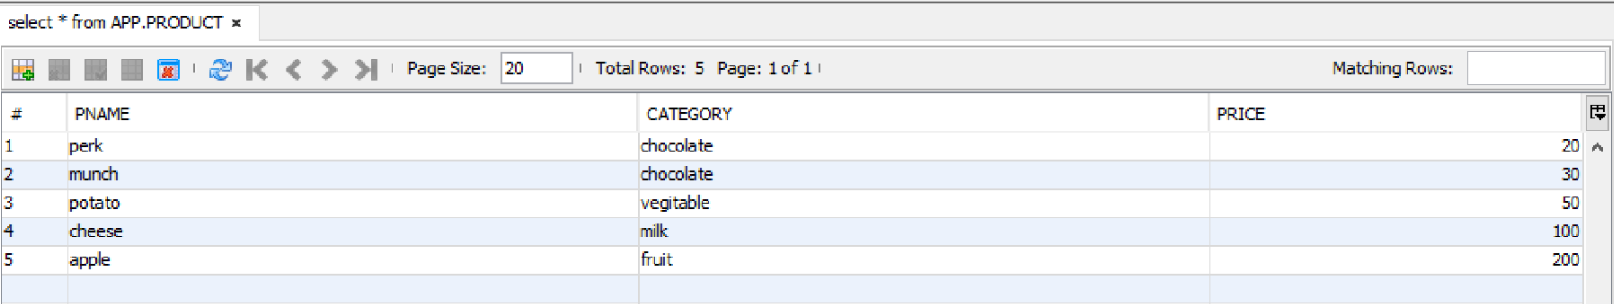 select * from APP.PRODUCT ×
Page Size: 20 Total Rows: 5 Page: 1 of 1 Matching Rows:
# PNAME CATEGORY PRICE
1 perk chocolate 20
2 munch chocolate 30
3 potato vegitable 50
4 cheese milk 100
5 apple fruit 200